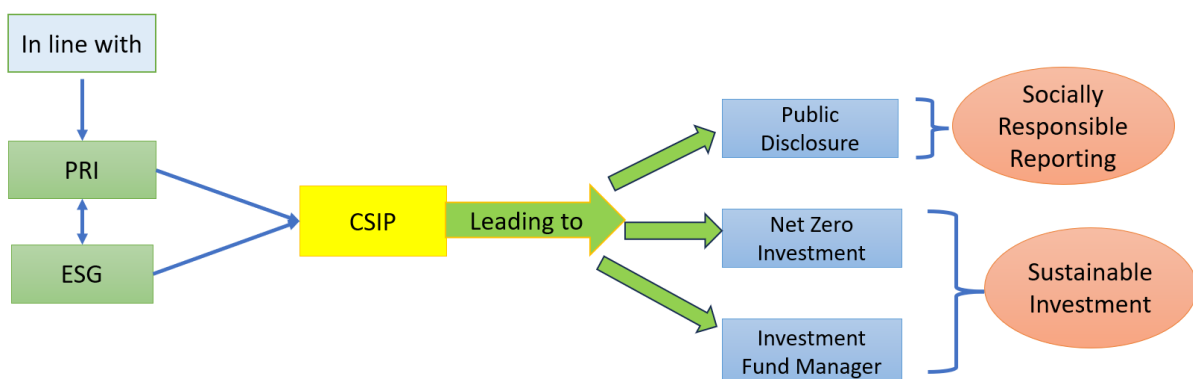 In line with
PRI
ESG
CSIP
Leading to
Public
Disclosure
Net Zero
Investment
Investment
Fund Manager
Socially
Responsible
Reporting
Sustainable
Investment